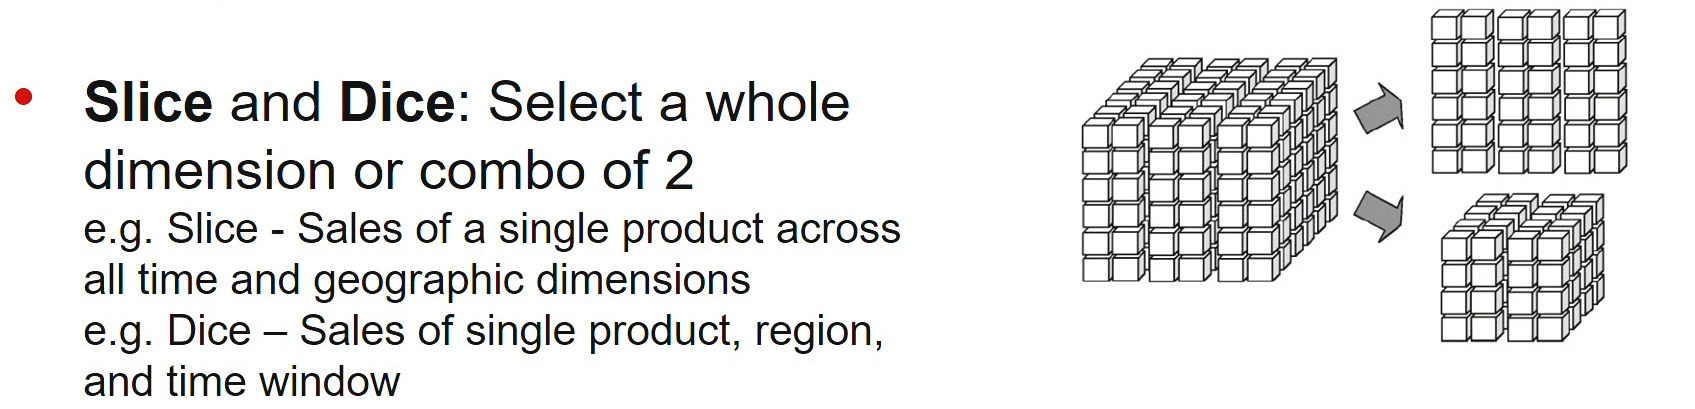 • Slice and Dice: Select a whole
dimension or combo of 2
e.g. Slice - Sales of a single product across
all time and geographic dimensions
e.g. Dice – Sales of single product, region,
and time window